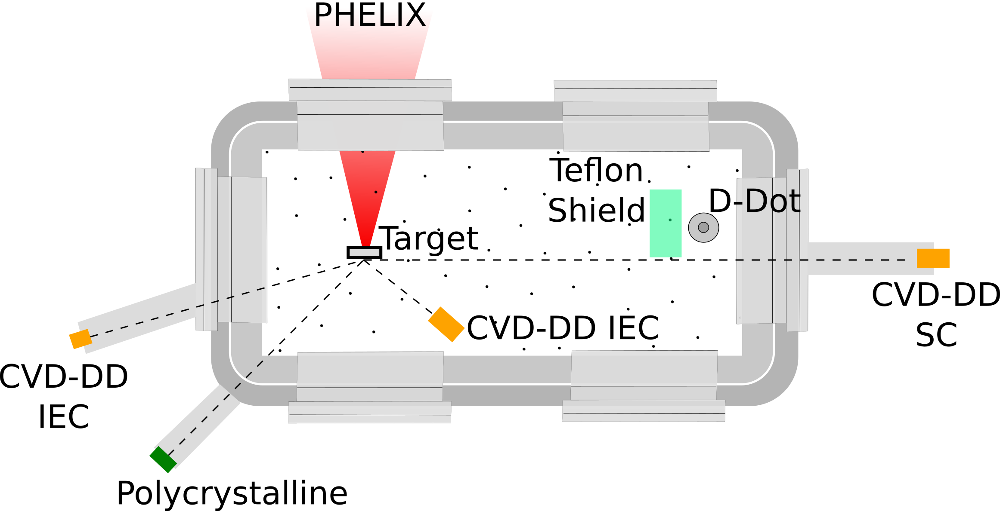 PHELIX
Teflon
Shield
D-Dot
Target
CVD-DD
SC
CVD-DD IEC
CVD-DD
IEC
Polycrystalline